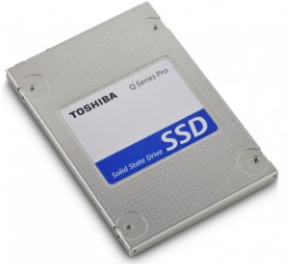 TOSHIBA
Q Series Pro
Solid State Drive
SSD